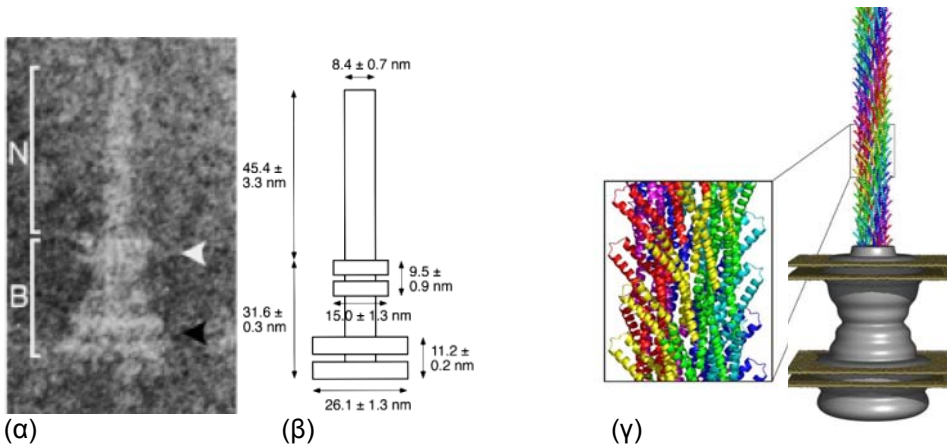 N
B
8.4 ± 0.7 nm
45.4 ±
3.3 nm
31.6 ±
0.3 nm
9.5 ±
0.9 nm
15.0 ± 1.3 nm
11.2 ±
0.2 nm
26.1 ± 1.3 nm
(α)
(β)
(γ)